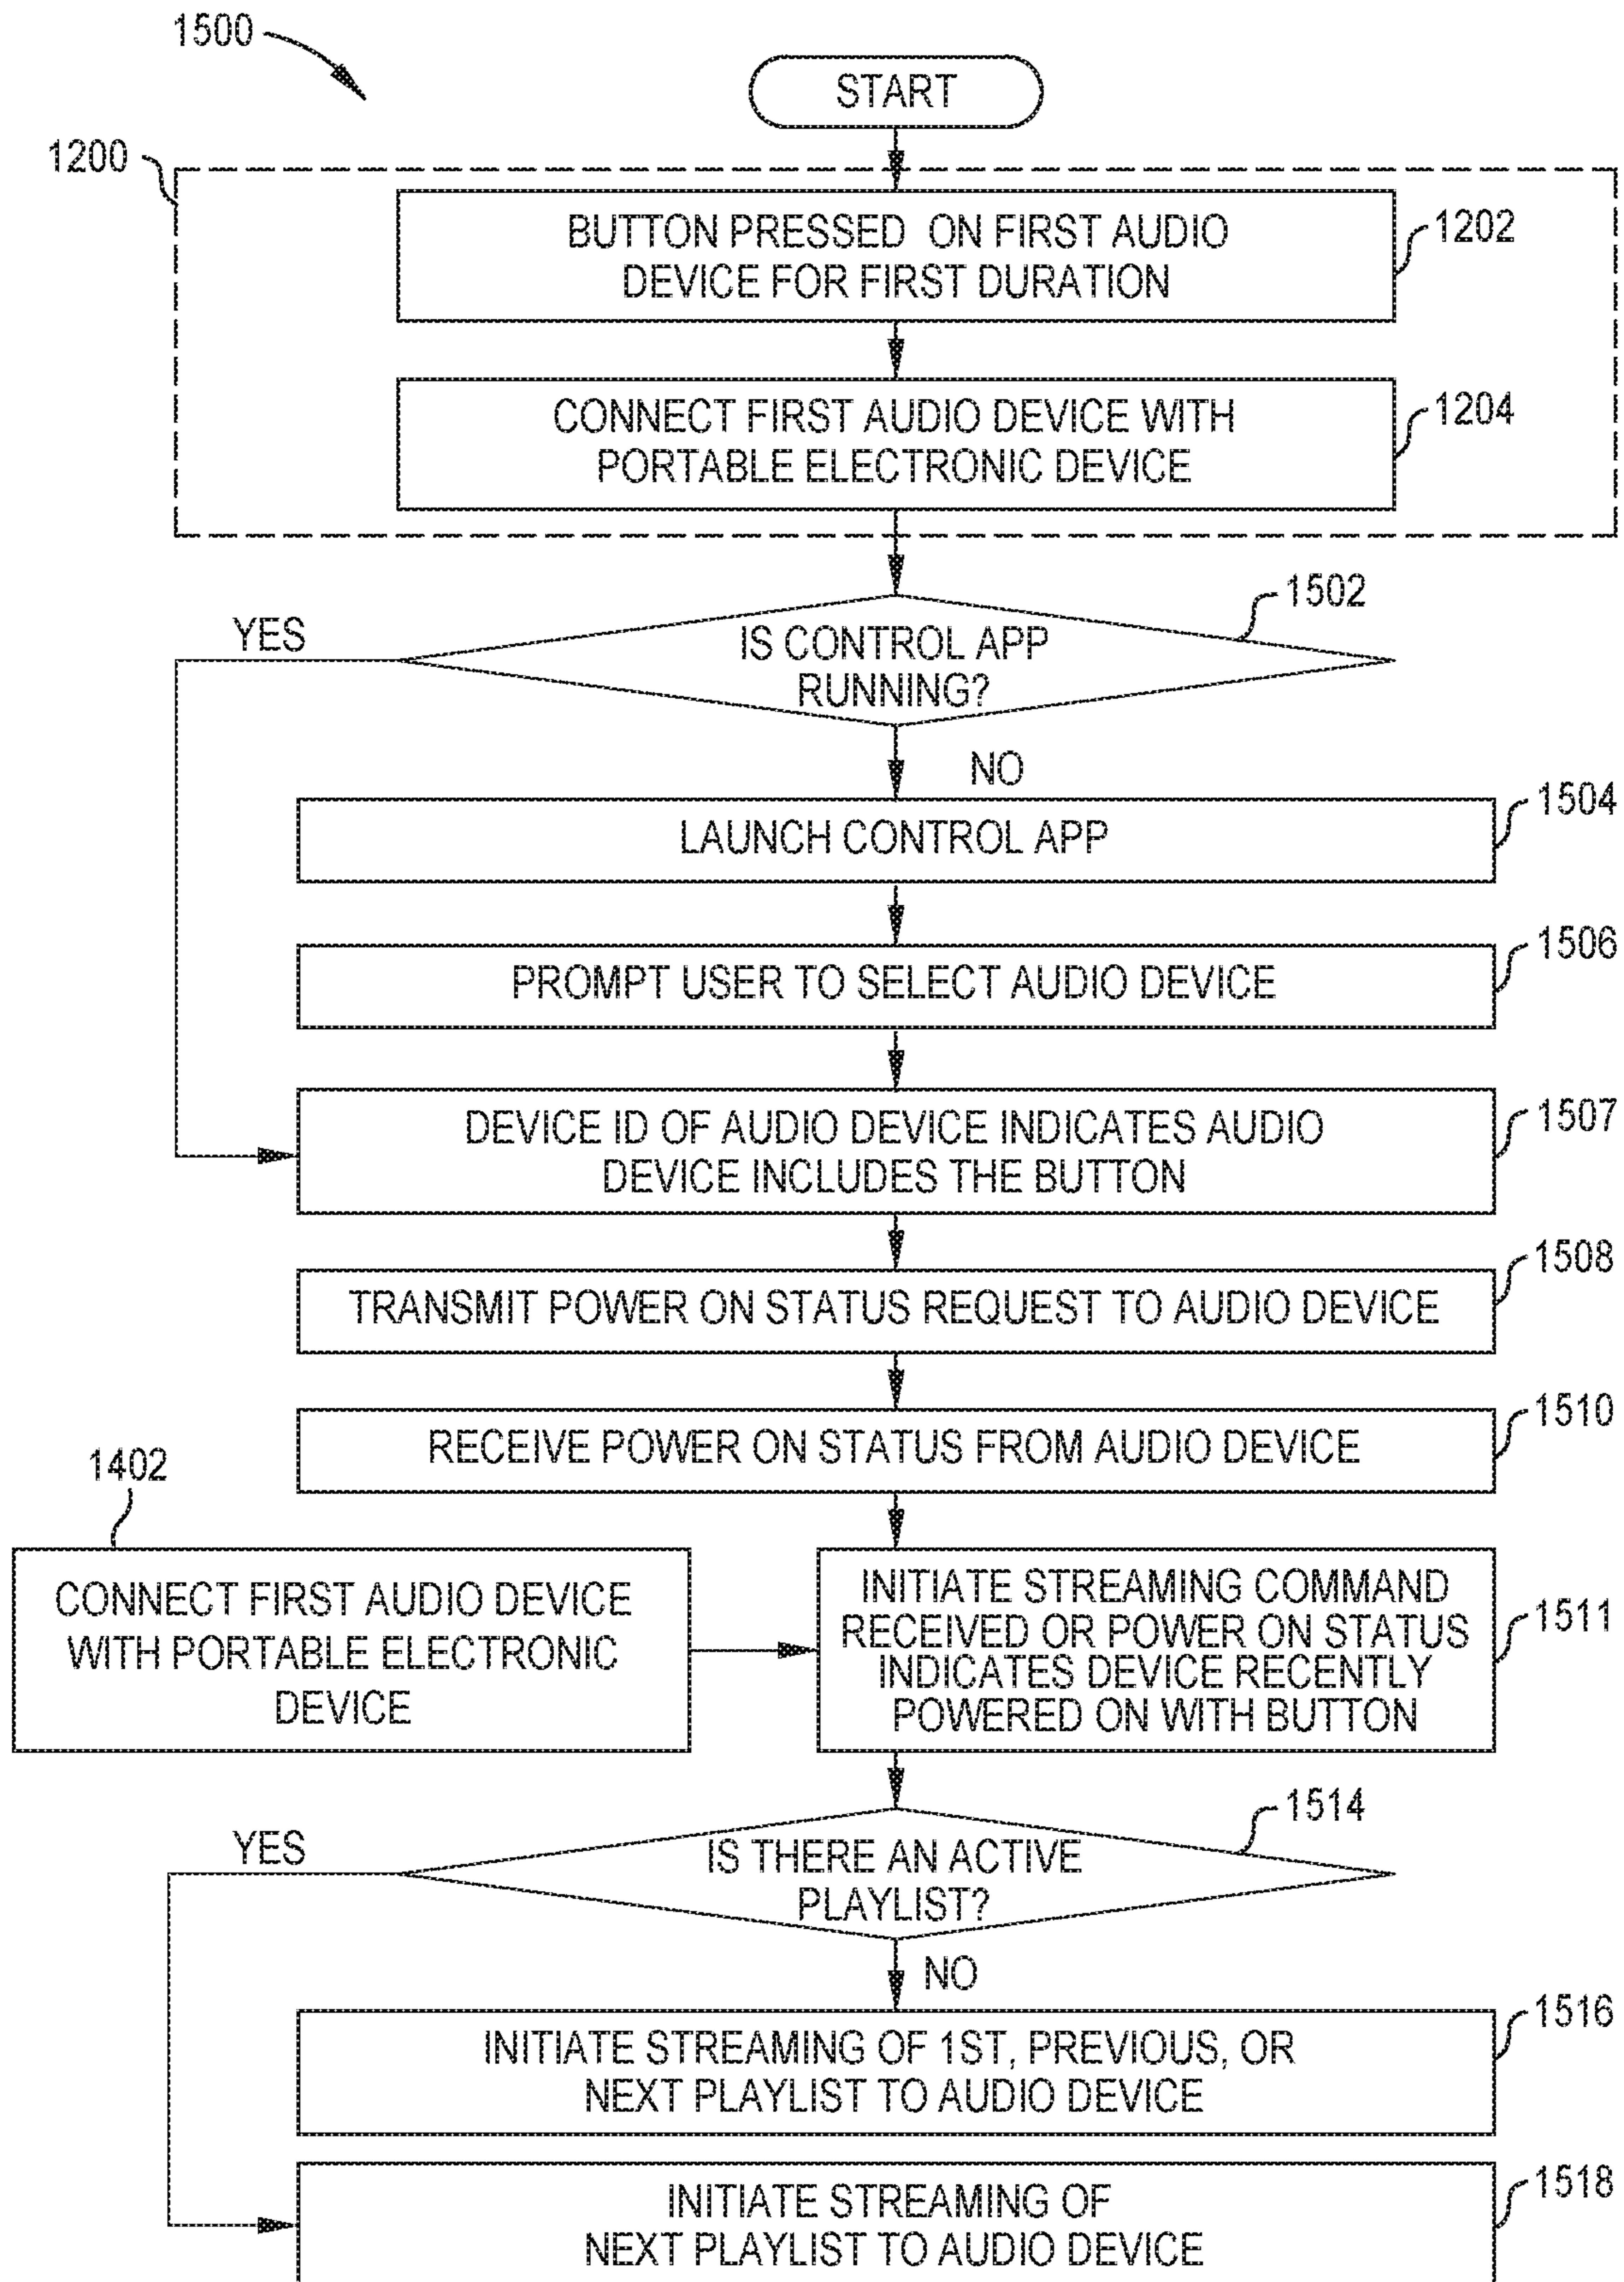 1500
START
1200
BUTTON PRESSED ON FIRST AUDIO
DEVICE FOR FIRST DURATION
1202
CONNECT FIRST AUDIO DEVICE WITH
PORTABLE ELECTRONIC DEVICE
1204
1502
YES
IS CONTROL APP
RUNNING?
NO
LAUNCH CONTROL APP
1504
PROMPT USER TO SELECT AUDIO DEVICE
1506
DEVICE ID OF AUDIO DEVICE INDICATES AUDIO
DEVICE INCLUDES THE BUTTON
1507
TRANSMIT POWER ON STATUS REQUEST TO AUDIO DEVICE
1508
RECEIVE POWER ON STATUS FROM AUDIO DEVICE
1510
1402
CONNECT FIRST AUDIO DEVICE
WITH PORTABLE ELECTRONIC
DEVICE
INITIATE STREAMING COMMAND
RECEIVED OR POWER ON STATUS
INDICATES DEVICE RECENTLY
POWERED ON WITH BUTTON
1511
1514
YES
IS THERE AN ACTIVE
PLAYLIST?
NO
INITIATE STREAMING OF 1ST, PREVIOUS, OR
NEXT PLAYLIST TO AUDIO DEVICE
1516
INITIATE STREAMING OF
NEXT PLAYLIST TO AUDIO DEVICE
1518